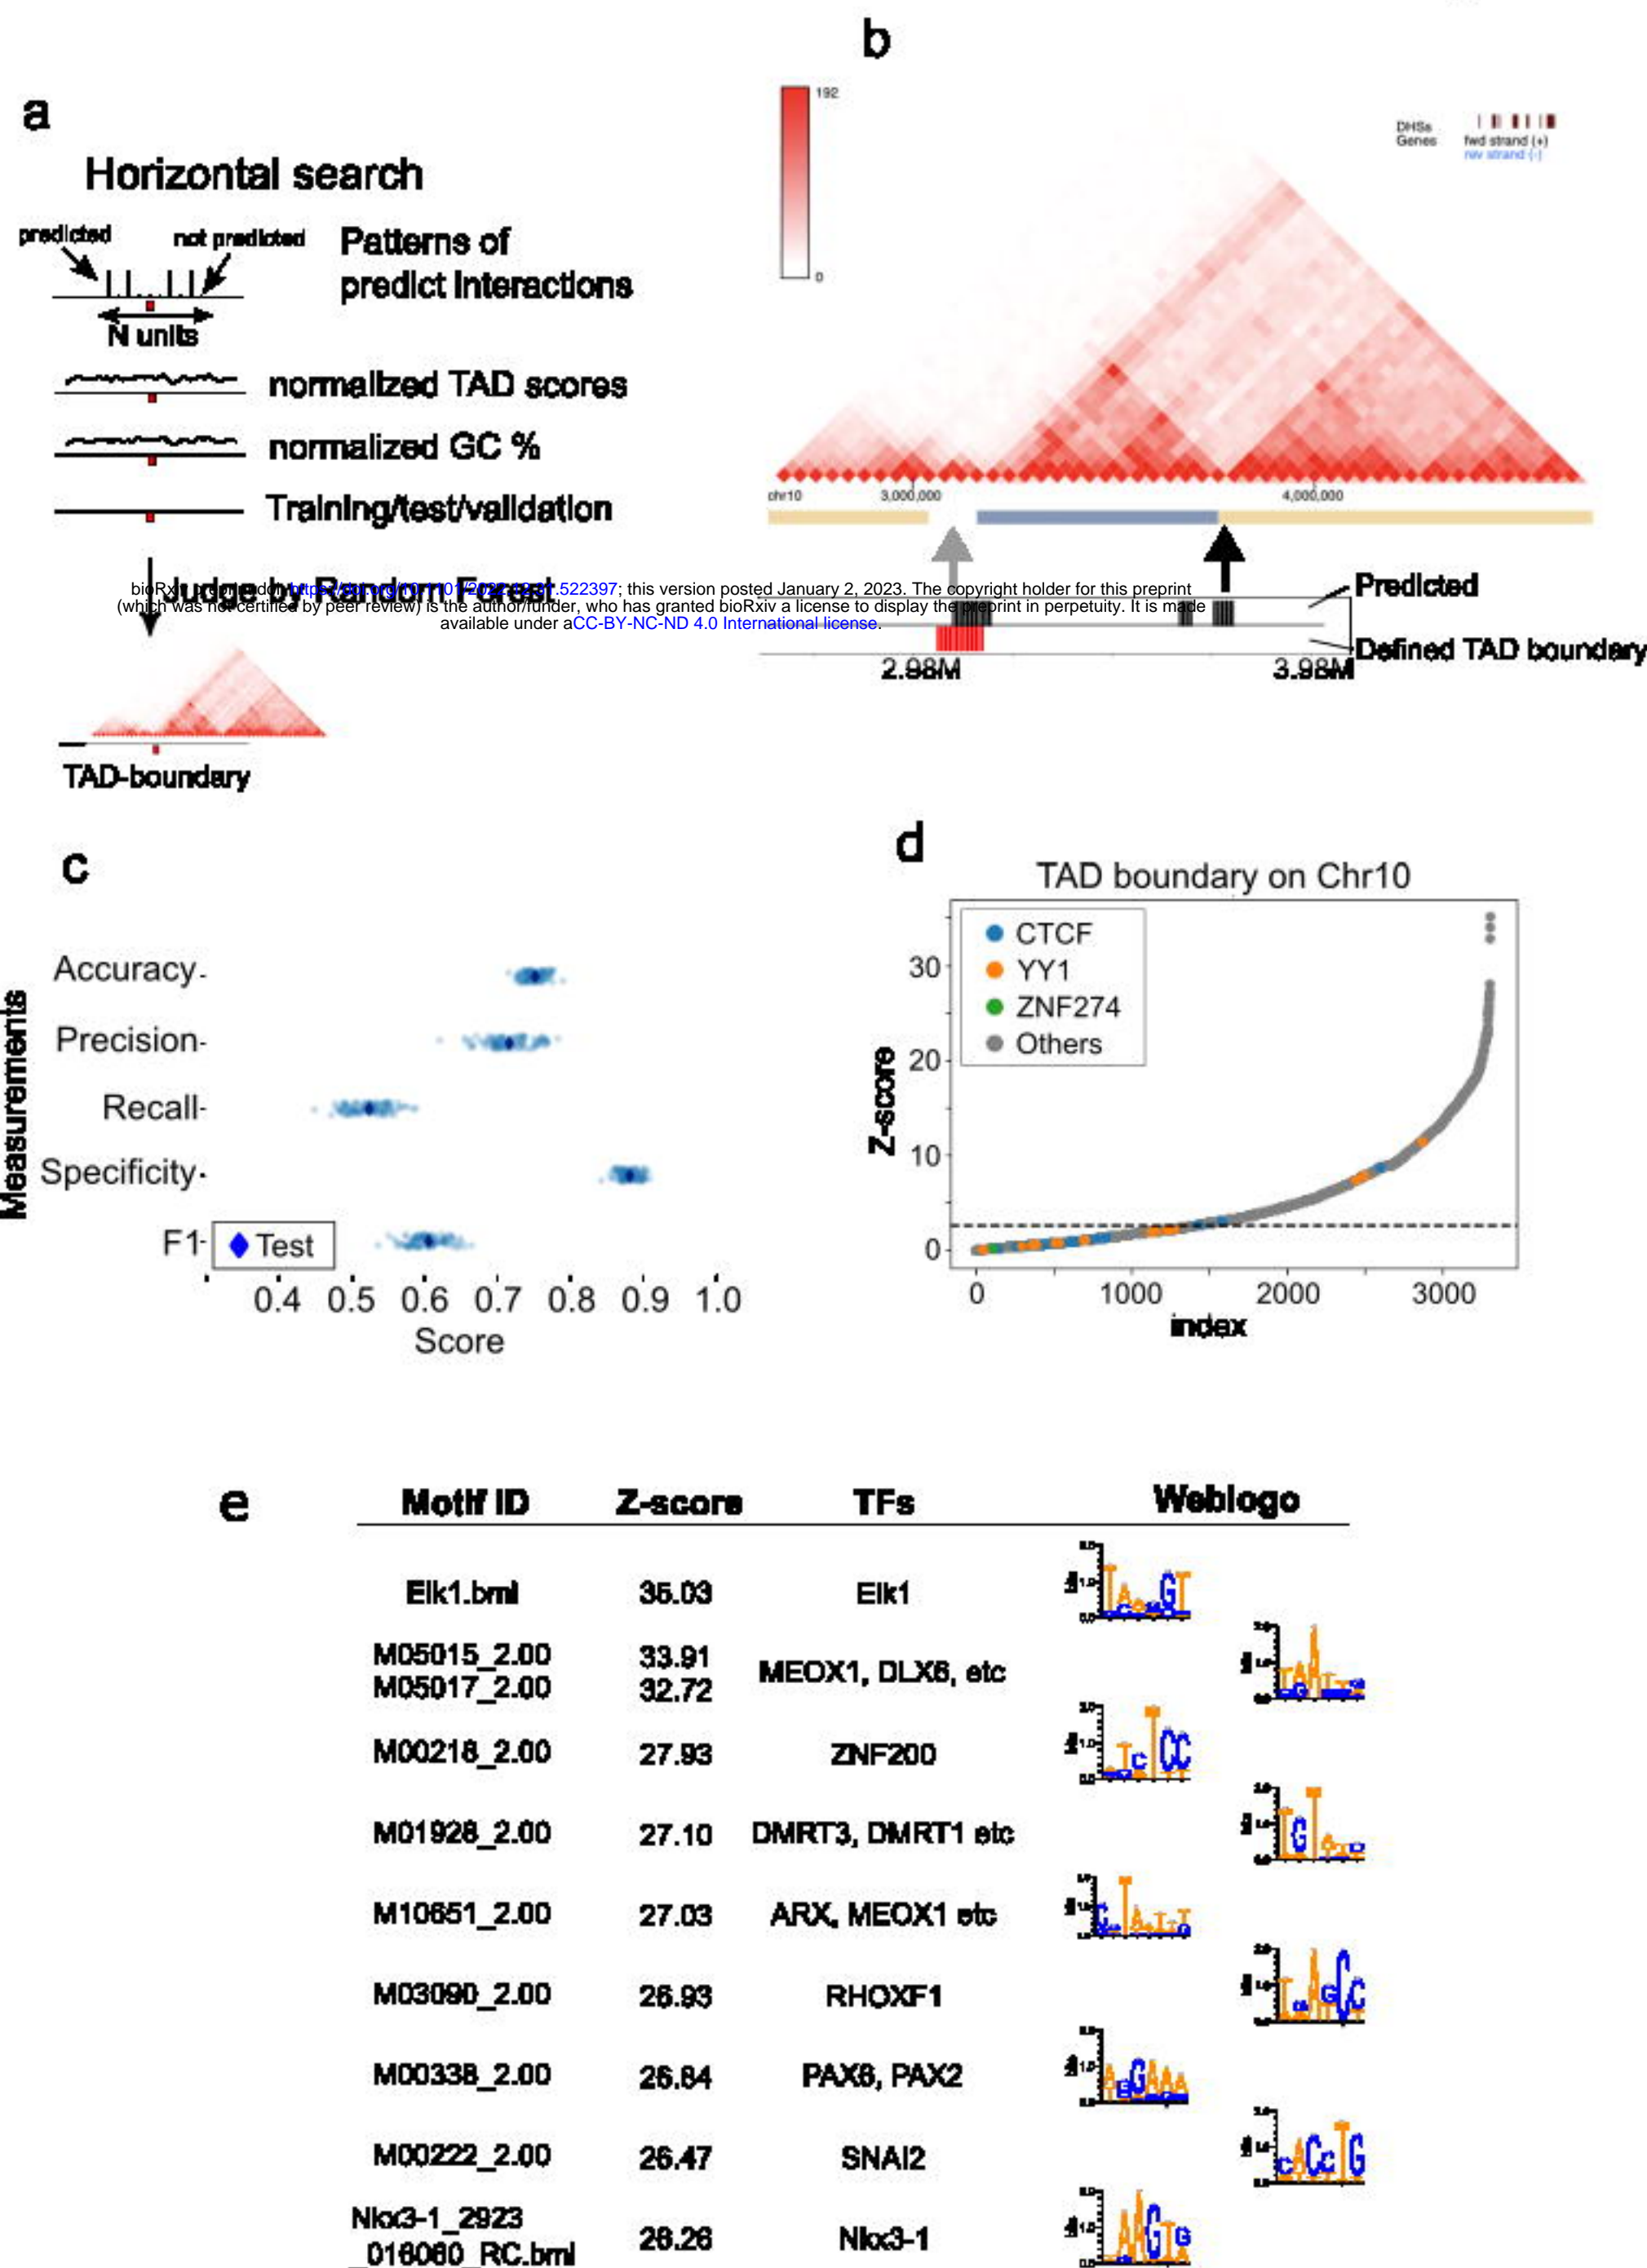 a
Horizontal search
predicted
not predicted
Patterns of
predict interactions
N units
normalized TAD scores
normalized GC %
Training/test/validation
Judge by Random Forest
TAD-boundary
b
192
0
DHSs
Genes
fwd strand (+)
rev strand (-)
chr10
3,000,000
4,000,000
Predicted
Defined TAD boundary
2.98M
3.98M
bioRxiv preprint doi: https://doi.org/10.1101/2022.12.31.522397; this version posted January 2, 2023. The copyright holder for this preprint
(which was not certified by peer review) is the author/funder, who has granted bioRxiv a license to display the preprint in perpetuity. It is made
available under aCC-BY-NC-ND 4.0 International license.
c
Measurements
Accuracy
Precision
Recall
Specificity
F1
Test
0.4 0.5 0.6 0.7 0.8 0.9 1.0
Score
d
TAD boundary on Chr10
CTCF
YY1
ZNF274
Others
Z-score
30
20
10
0
0 1000 2000 3000
index
e
Motif ID Z-score TFs Weblogo
Elk1.bml 35.03 Elk1
M05015_2.00 33.91
M05017_2.00 32.72
MEOX1, DLX6, etc
M00218_2.00 27.93 ZNF200
M01928_2.00 27.10 DMRT3, DMRT1 etc
M10651_2.00 27.03 ARX, MEOX1 etc
M03090_2.00 26.93 RHOXF1
M00338_2.00 26.84 PAX6, PAX2
M00222_2.00 26.47 SNAI2
Nkx3-1_2923
_016060_RC.bml 26.26 Nkx3-1